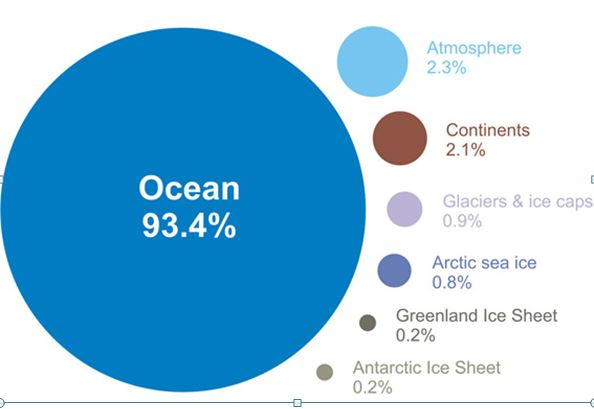 Ocean
93.4%
Atmosphere
2.3%
Continents
2.1%
Glaciers & ice caps
0.9%
Arctic sea ice
0.8%
Greenland Ice Sheet
0.2%
Antarctic Ice Sheet
0.2%